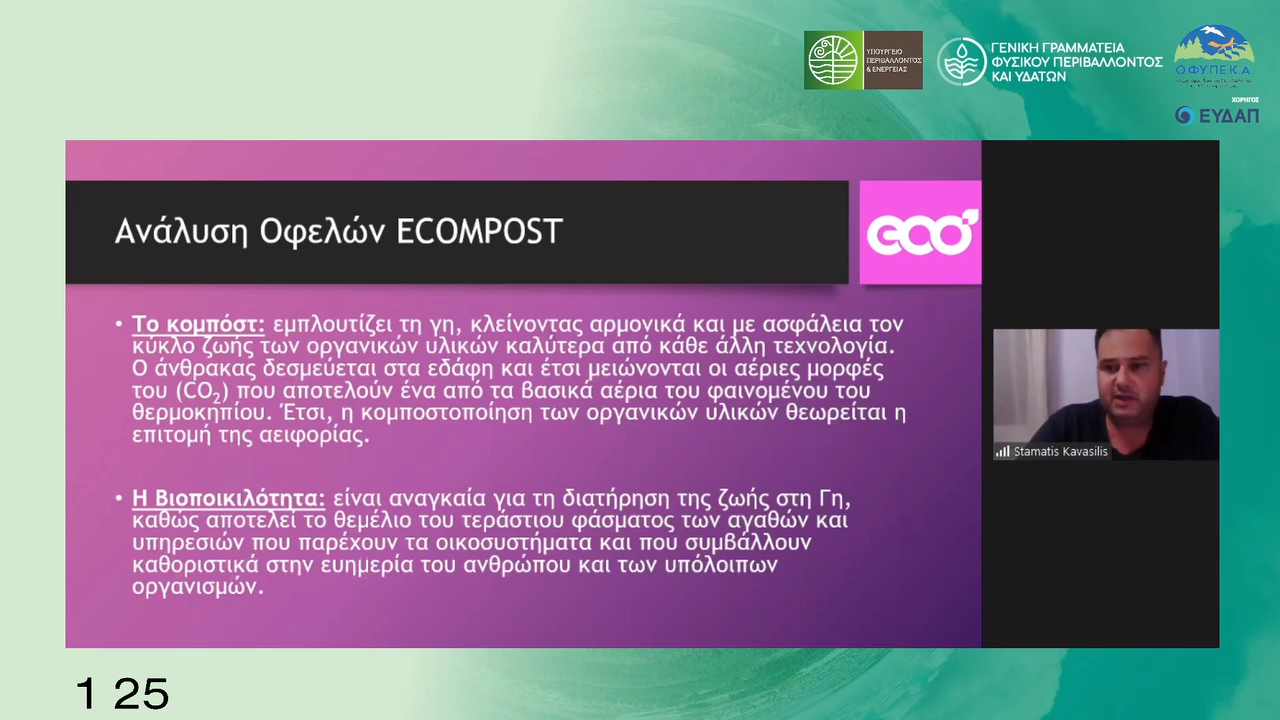 ΥΠΟΥΡΓΕΙΟ
ΠΕΡΙΒΑΛΛΟΝΤΟΣ
& ΕΝΕΡΓΕΙΑΣ
ΓΕΝΙΚΗ ΓΡΑΜΜΑΤΕΙΑ
ΦΥΣΙΚΟΥ ΠΕΡΙΒΑΛΛΟΝΤΟΣ
ΚΑΙ ΥΔΑΤΩΝ
Ο.ΦΥ.ΠΕ.Κ.Α.
ΧΟΡΗΓΟΣ
ΕΥΔΑΠ
Ανάλυση Οφελών ECOMPOST
eco
• Το κομπόστ: εμπλουτίζει τη γη, κλείνοντας αρμονικά και με ασφάλεια τον
κύκλο ζωής των οργανικών υλικών καλύτερα από κάθε άλλη τεχνολογία.
Ο άνθρακας δεσμεύεται στα εδάφη και έτσι μειώνονται οι αέριες μορφές
του (CO₂) που αποτελούν ένα από τα βασικά αέρια του φαινομένου του
θερμοκηπίου. Έτσι, η κομποστοποίηση των οργανικών υλικών θεωρείται η
επιτομή της αειφορίας.
• Η Βιοποικιλότητα: είναι αναγκαία για τη διατήρηση της ζωής στη Γη,
καθώς αποτελεί το θεμέλιο του τεράστιου φάσματος των αγαθών και
υπηρεσιών που παρέχουν τα οικοσυστήματα και που συμβάλλουν
καθοριστικά στην ευημερία του ανθρώπου και των υπόλοιπων
οργανισμών.
Stamatis Kavasilis
1 25